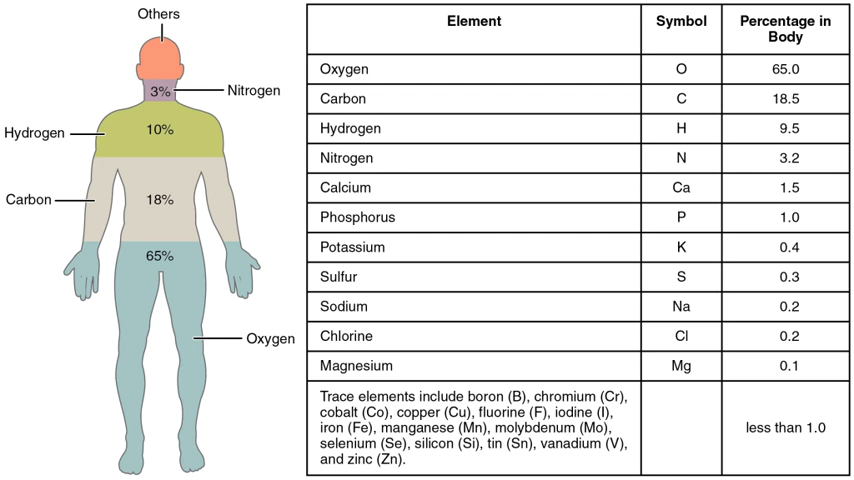 Others
3%
Nitrogen
Hydrogen
10%
Carbon
18%
65%
Oxygen
Element Symbol Percentage in
Body
Oxygen O 65.0
Carbon C 18.5
Hydrogen H 9.5
Nitrogen N 3.2
Calcium Ca 1.5
Phosphorus P 1.0
Potassium K 0.4
Sulfur S 0.3
Sodium Na 0.2
Chlorine Cl 0.2
Magnesium Mg 0.1
Trace elements include boron (B), chromium (Cr),
cobalt (Co), copper (Cu), fluorine (F), iodine (I),
iron (Fe), manganese (Mn), molybdenum (Mo),
selenium (Se), silicon (Si), tin (Sn), vanadium (V),
and zinc (Zn).
less than 1.0